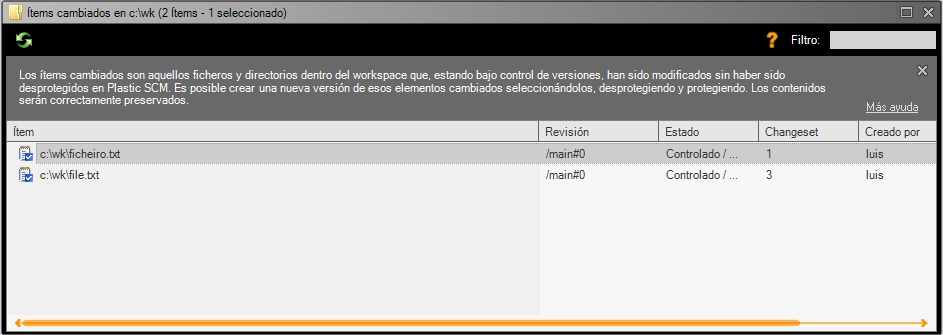 Ítems cambiados en c:\wk (2 Ítems - 1 seleccionado)
? Filtro:
Los ítems cambiados son aquellos ficheros y directorios dentro del workspace que, estando bajo control de versiones, han sido modificados sin haber sido
desprotegidos en Plastic SCM. Es posible crear una nueva versión de esos elementos cambiados seleccionándolos, desprotegiendo y protegiendo. Los contenidos
serán correctamente preservados.
Más ayuda
Ítem Revisión Estado Changeset Creado por
c:\wk\ficheiro.txt /main#0 Controlado / ... 1 luis
c:\wk\file.txt /main#0 Controlado / ... 3 luis